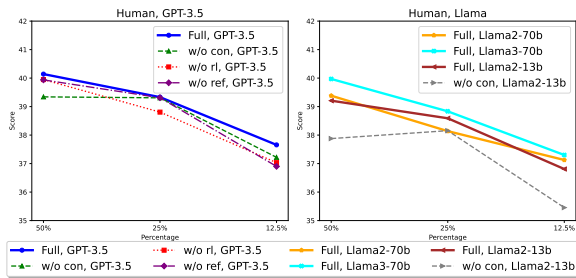 Human, GPT-3.5
42
41
40
39
38
37
36
35
Score
50%
25%
12.5%
Percentage
Full, GPT-3.5
w/o con, GPT-3.5
w/o rl, GPT-3.5
w/o ref, GPT-3.5
Human, Llama
42
41
40
39
38
37
36
35
Score
50%
25%
12.5%
Percentage
Full, Llama2-70b
Full, Llama3-70b
Full, Llama2-13b
w/o con, Llama2-13b
Full, GPT-3.5 w/o rl, GPT-3.5 Full, Llama2-70b Full, Llama2-13b
w/o con, GPT-3.5 w/o ref, GPT-3.5 Full, Llama3-70b w/o con, Llama2-13b